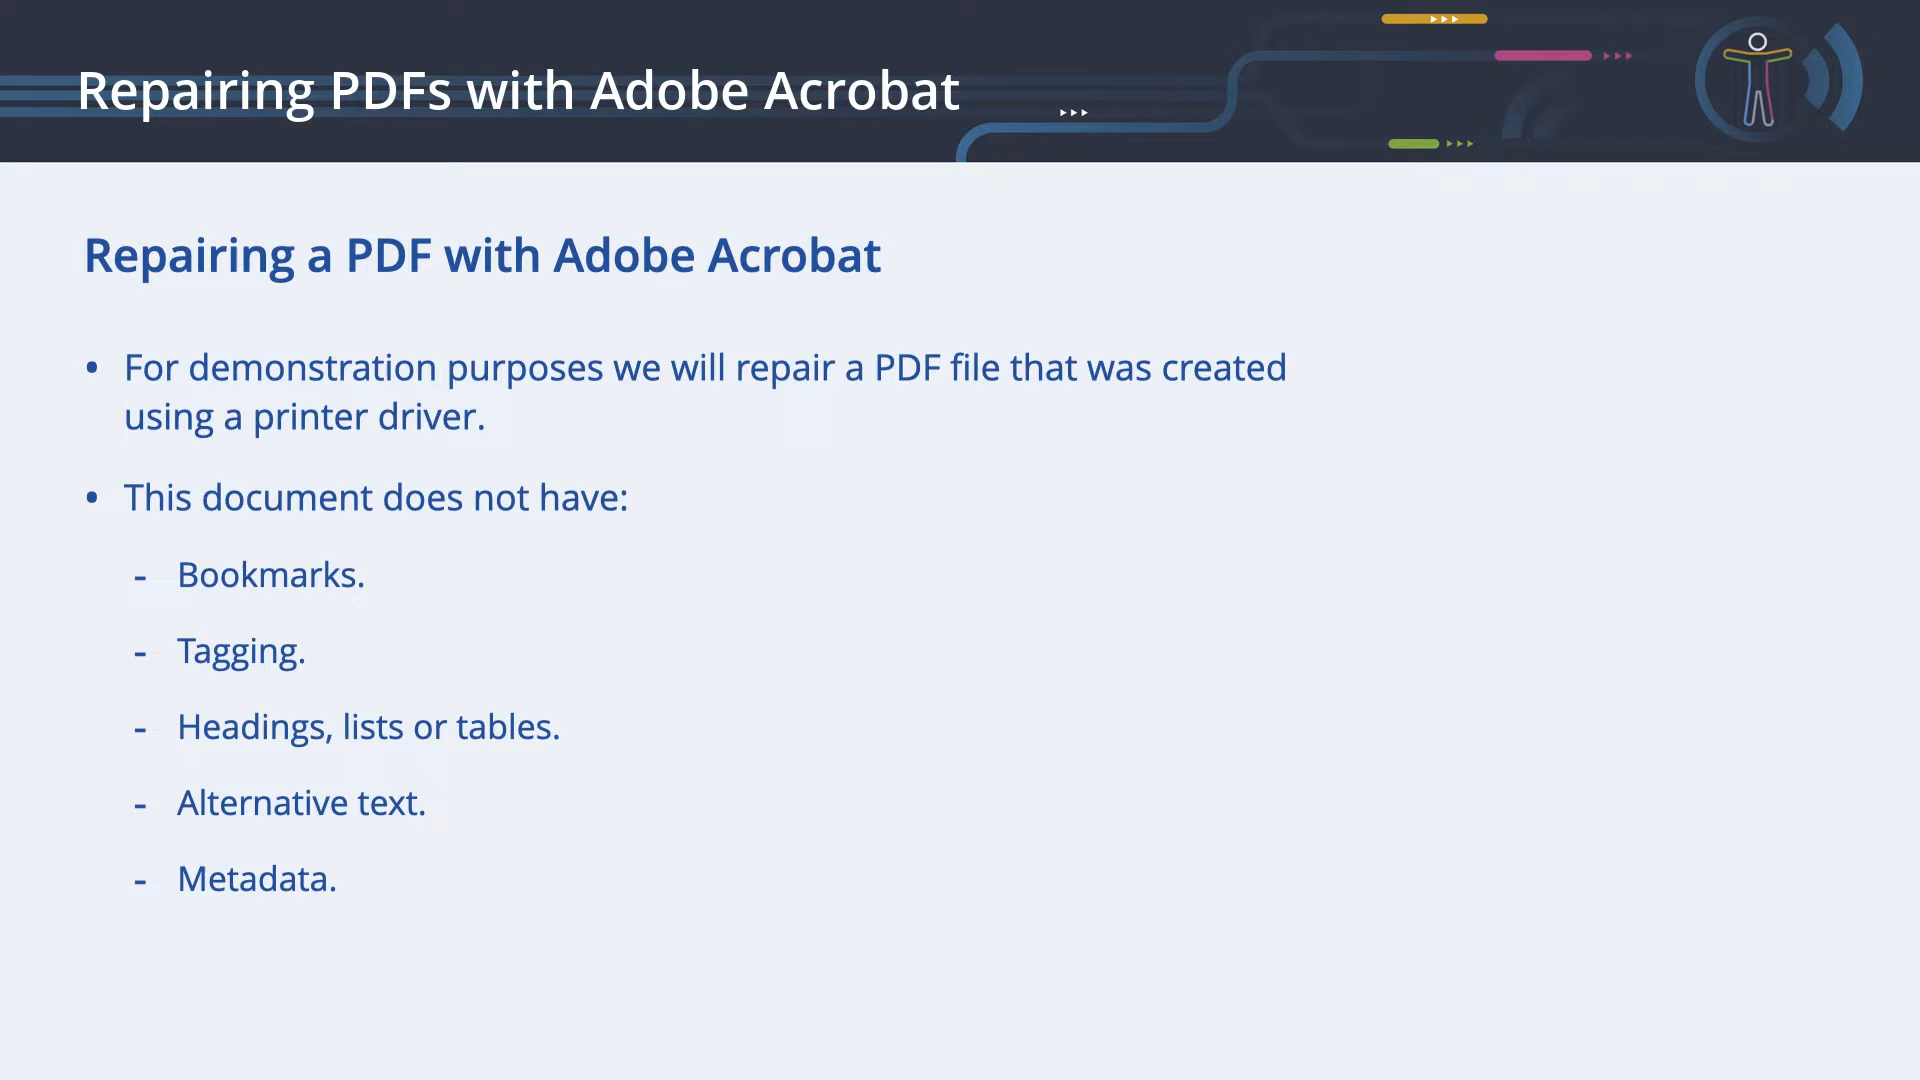 Repairing PDFs with Adobe Acrobat
Repairing a PDF with Adobe Acrobat
• For demonstration purposes we will repair a PDF file that was created
using a printer driver.
• This document does not have:
- Bookmarks.
- Tagging.
- Headings, lists or tables.
- Alternative text.
- Metadata.